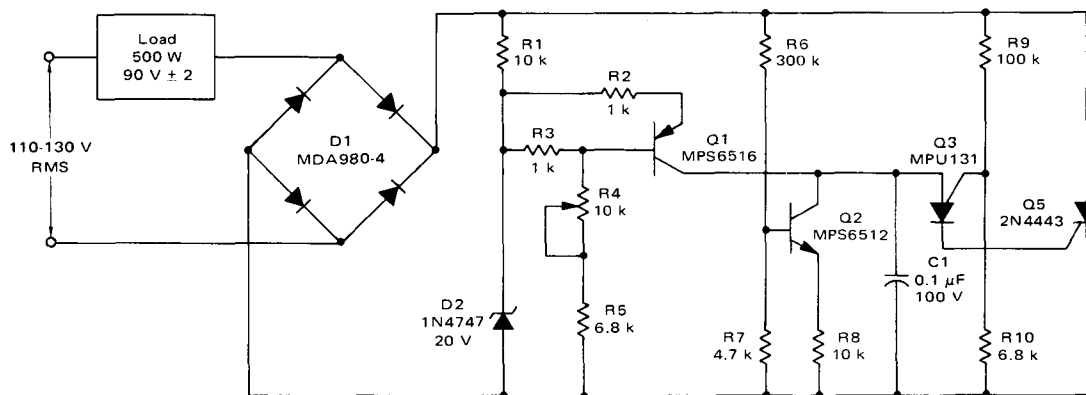 Load
500 W
90 V ± 2
110-130 V
RMS
D1
MDA980-4
R1
10 k
R2
1 k
R3
1 k
R4
10 k
R5
6.8 k
D2
1N4747
20 V
Q1
MPS6516
R6
300 k
Q2
MPS6512
R7
4.7 k
R8
10 k
C1
0.1 µF
100 V
Q3
MPU131
R9
100 k
Q5
2N4443
R10
6.8 k